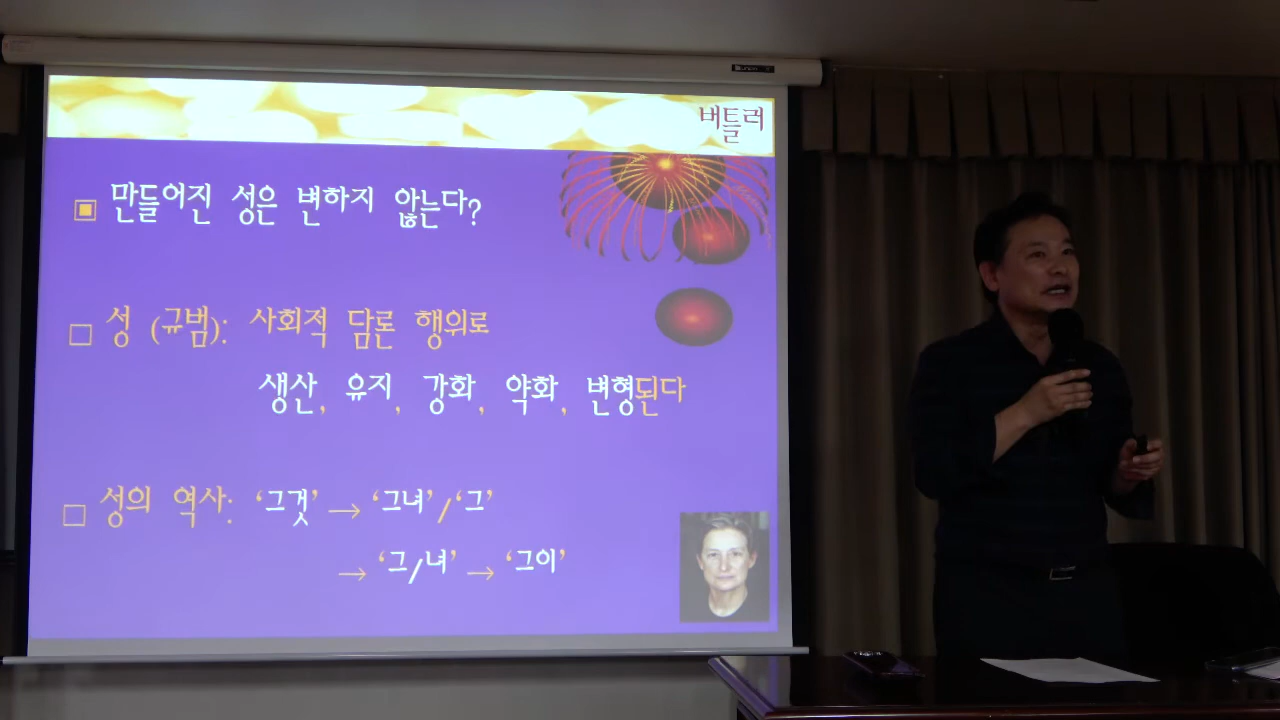 버틀러
만들어진 성은 변하지 않는다?
성 (규범): 사회적 담론 행위로
생산, 유지, 강화, 약화, 변형된다
성의 역사: ‘그것’ → ‘그녀’ / ‘그’
→ ‘그/녀’ → ‘그이’